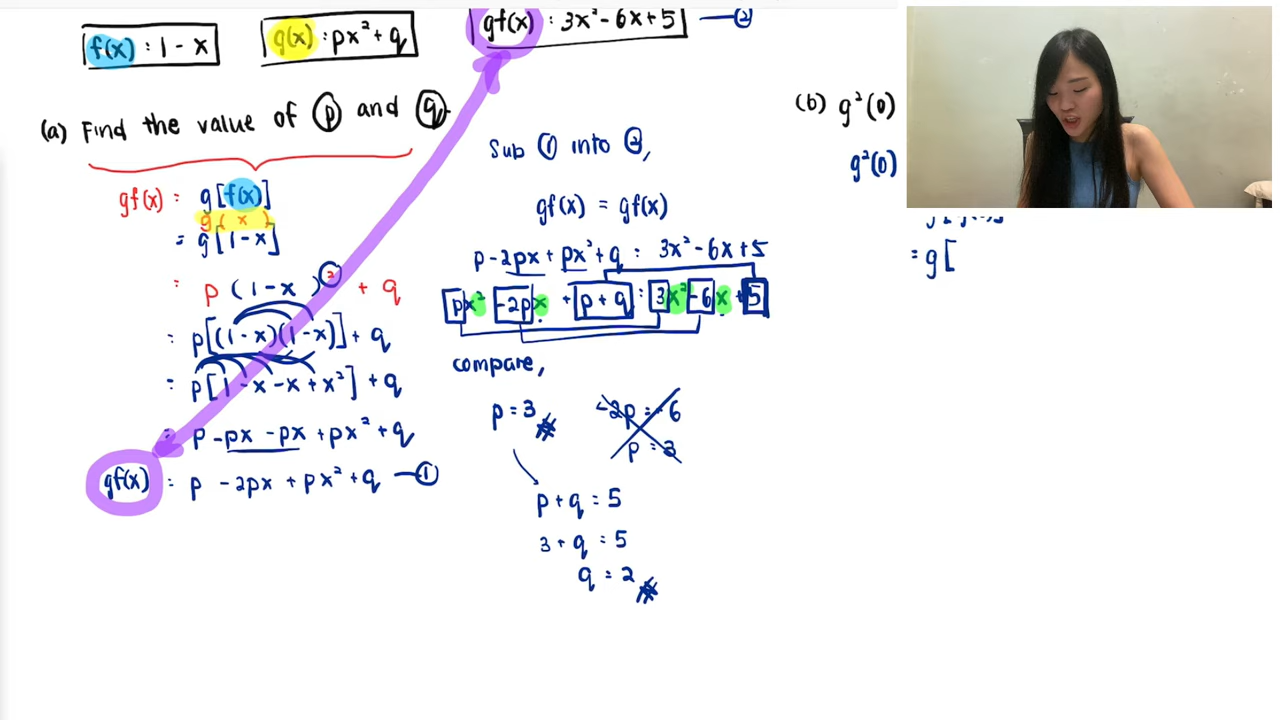 f(x) : 1 - x
g(x) : px² + q
gf(x) : 3x² - 6x + 5 —②
(a) Find the value of p and q.
gf(x) = g[f(x)]
g( x )
= g[1-x]
= p(1-x)² + q
= p[(1-x)(1-x)] + q
= p[1 - x - x + x²] + q
= p - px - px + px² + q
gf(x) = p - 2px + px² + q —①
Sub ① into ②,
gf(x) = gf(x)
p - 2px + px² + q = 3x² - 6x + 5
px² - 2px + p + q = 3x² - 6x + 5
compare,
p = 3
-2p = -6
p = 3
p + q = 5
3 + q = 5
q = 2
(b) g²(0)
g²(0)
= g[